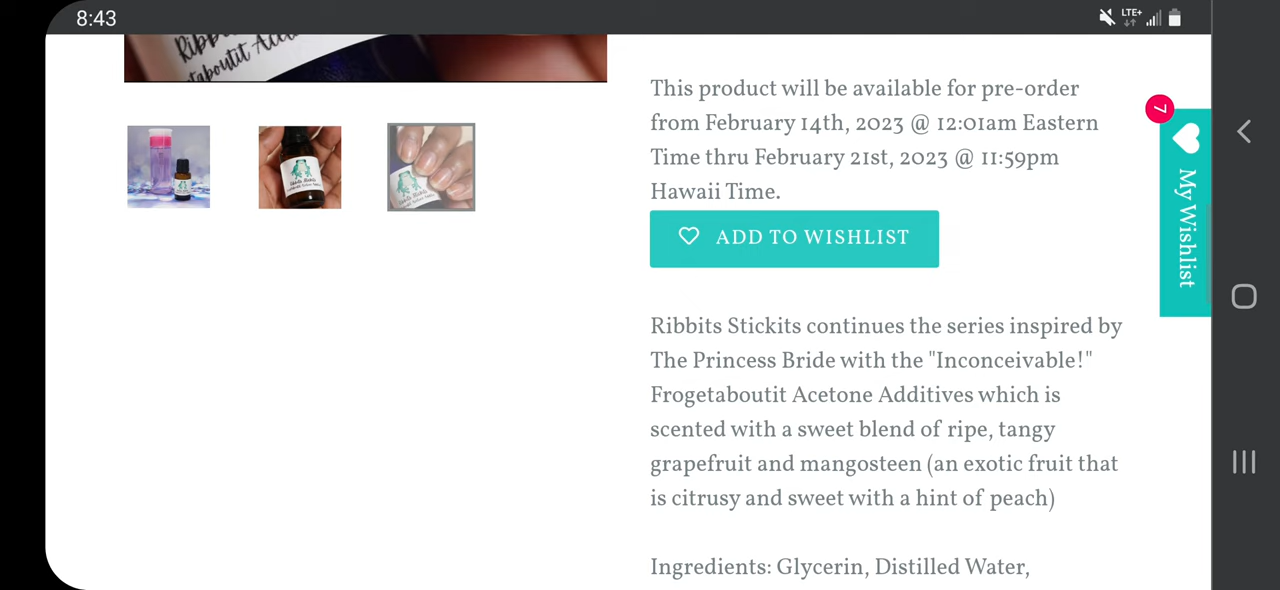 8:43
LTE+
Ribb
taboutit Aceto
This product will be available for pre-order
from February 14th, 2023 @ 12:01am Eastern
Time thru February 21st, 2023 @ 11:59pm
Hawaii Time.
ADD TO WISHLIST
7
My Wishlist
Ribbits Stickits continues the series inspired by
The Princess Bride with the "Inconceivable!"
Frogetaboutit Acetone Additives which is
scented with a sweet blend of ripe, tangy
grapefruit and mangosteen (an exotic fruit that
is citrusy and sweet with a hint of peach)
Ingredients: Glycerin, Distilled Water,